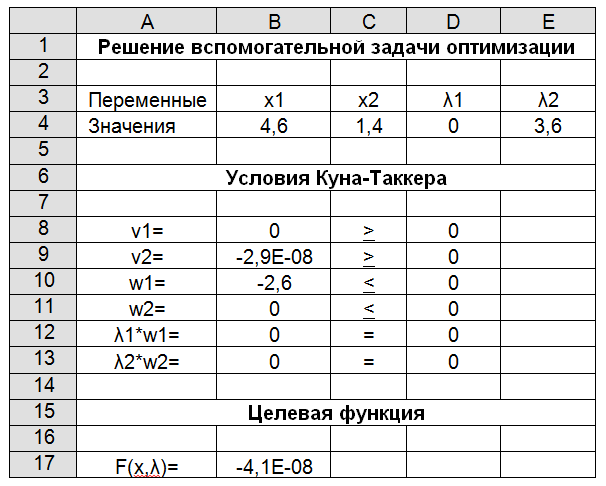 A B C D E
1 Решение вспомогательной задачи оптимизации
2
3 Переменные x1 x2 λ1 λ2
4 Значения 4,6 1,4 0 3,6
5
6 Условия Куна-Таккера
7
8 v1= 0 ≥ 0
9 v2= -2,9E-08 ≥ 0
10 w1= -2,6 ≤ 0
11 w2= 0 ≤ 0
12 λ1*w1= 0 = 0
13 λ2*w2= 0 = 0
14
15 Целевая функция
16
17 F(x,λ)= -4,1E-08